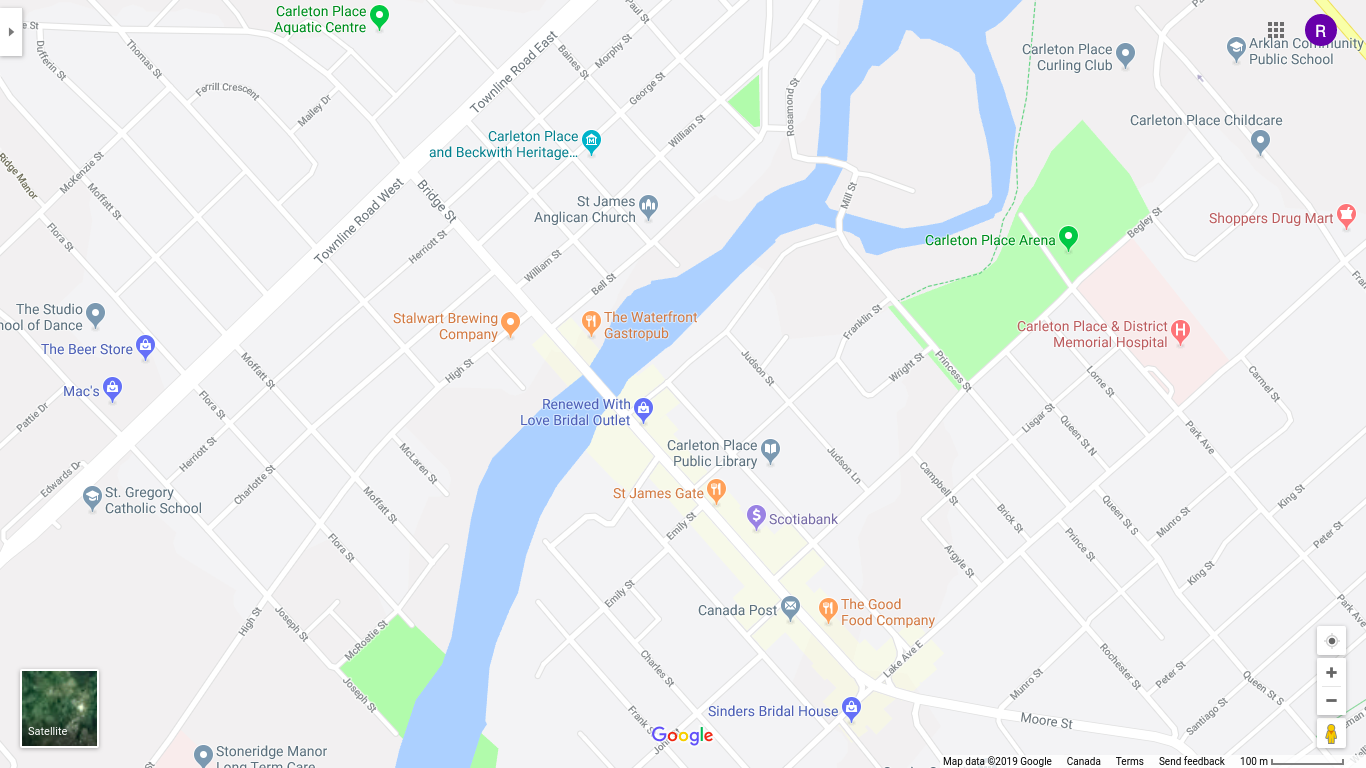 Carleton Place
Aquatic Centre
Paul St
Dufferin St
Thomas St
Ferrill Crescent
Mailey Dr
Townline Road East
Baines St
Morphy St
George St
William St
Rosamond St
R
Carleton Place
Curling Club
Arklan Community
Public School
Carleton Place Childcare
Carleton Place
and Beckwith Heritage...
McKenzie St
Moffatt St
Ridge Manor
Flora St
Townline Road West
Bridge St
Herriott St
St James
Anglican Church
William St
Bell St
Mill St
Carleton Place Arena
Begley St
Shoppers Drug Mart
The Studio
ool of Dance
The Beer Store
Mac's
Stalwart Brewing
Company
The Waterfront
Gastropub
High St
Franklin St
Wright St
Princess St
Carleton Place & District
Memorial Hospital
Judson St
Moffatt St
Flora St
Pattie Dr
Renewed With
Love Bridal Outlet
Lorne St
Carmel St
Park Ave
Lisgar St
Queen St N
Herriott St
Charlotte St
McLaren St
Carleton Place
Public Library
Judson Ln
Edwards Dr
St. Gregory
Catholic School
Moffatt St
St James Gate
Scotiabank
Emily St
Campbell St
Brick St
Queen St S
Munro St
King St
Peter St
Prince St
Argyle St
Flora St
King St
Emily St
Canada Post
The Good
Food Company
High St
Joseph St
McRostie St
Joseph St
Lake Ave E
Charles St
Rochester St
Peter St
Park Ave
Munro St
Queen St S
Santiago St
Satellite
Frank St
Google
Sinders Bridal House
Moore St
Stoneridge Manor
Long Term Care
Map data ©2019 Google Canada Terms Send feedback 100 m